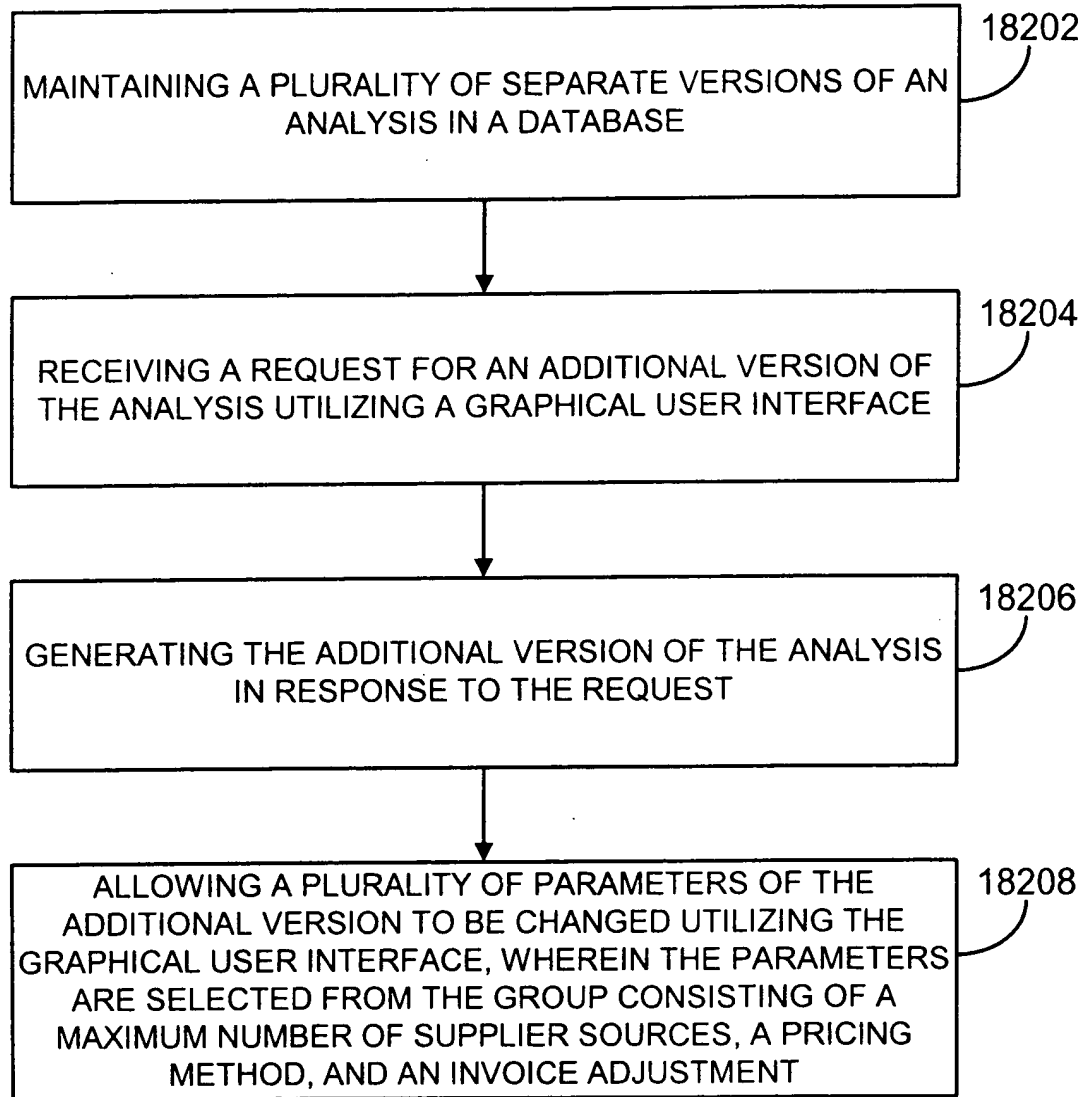 18202
MAINTAINING A PLURALITY OF SEPARATE VERSIONS OF AN
ANALYSIS IN A DATABASE
18204
RECEIVING A REQUEST FOR AN ADDITIONAL VERSION OF
THE ANALYSIS UTILIZING A GRAPHICAL USER INTERFACE
18206
GENERATING THE ADDITIONAL VERSION OF THE ANALYSIS
IN RESPONSE TO THE REQUEST
18208
ALLOWING A PLURALITY OF PARAMETERS OF THE
ADDITIONAL VERSION TO BE CHANGED UTILIZING THE
GRAPHICAL USER INTERFACE, WHEREIN THE PARAMETERS
ARE SELECTED FROM THE GROUP CONSISTING OF A
MAXIMUM NUMBER OF SUPPLIER SOURCES, A PRICING
METHOD, AND AN INVOICE ADJUSTMENT